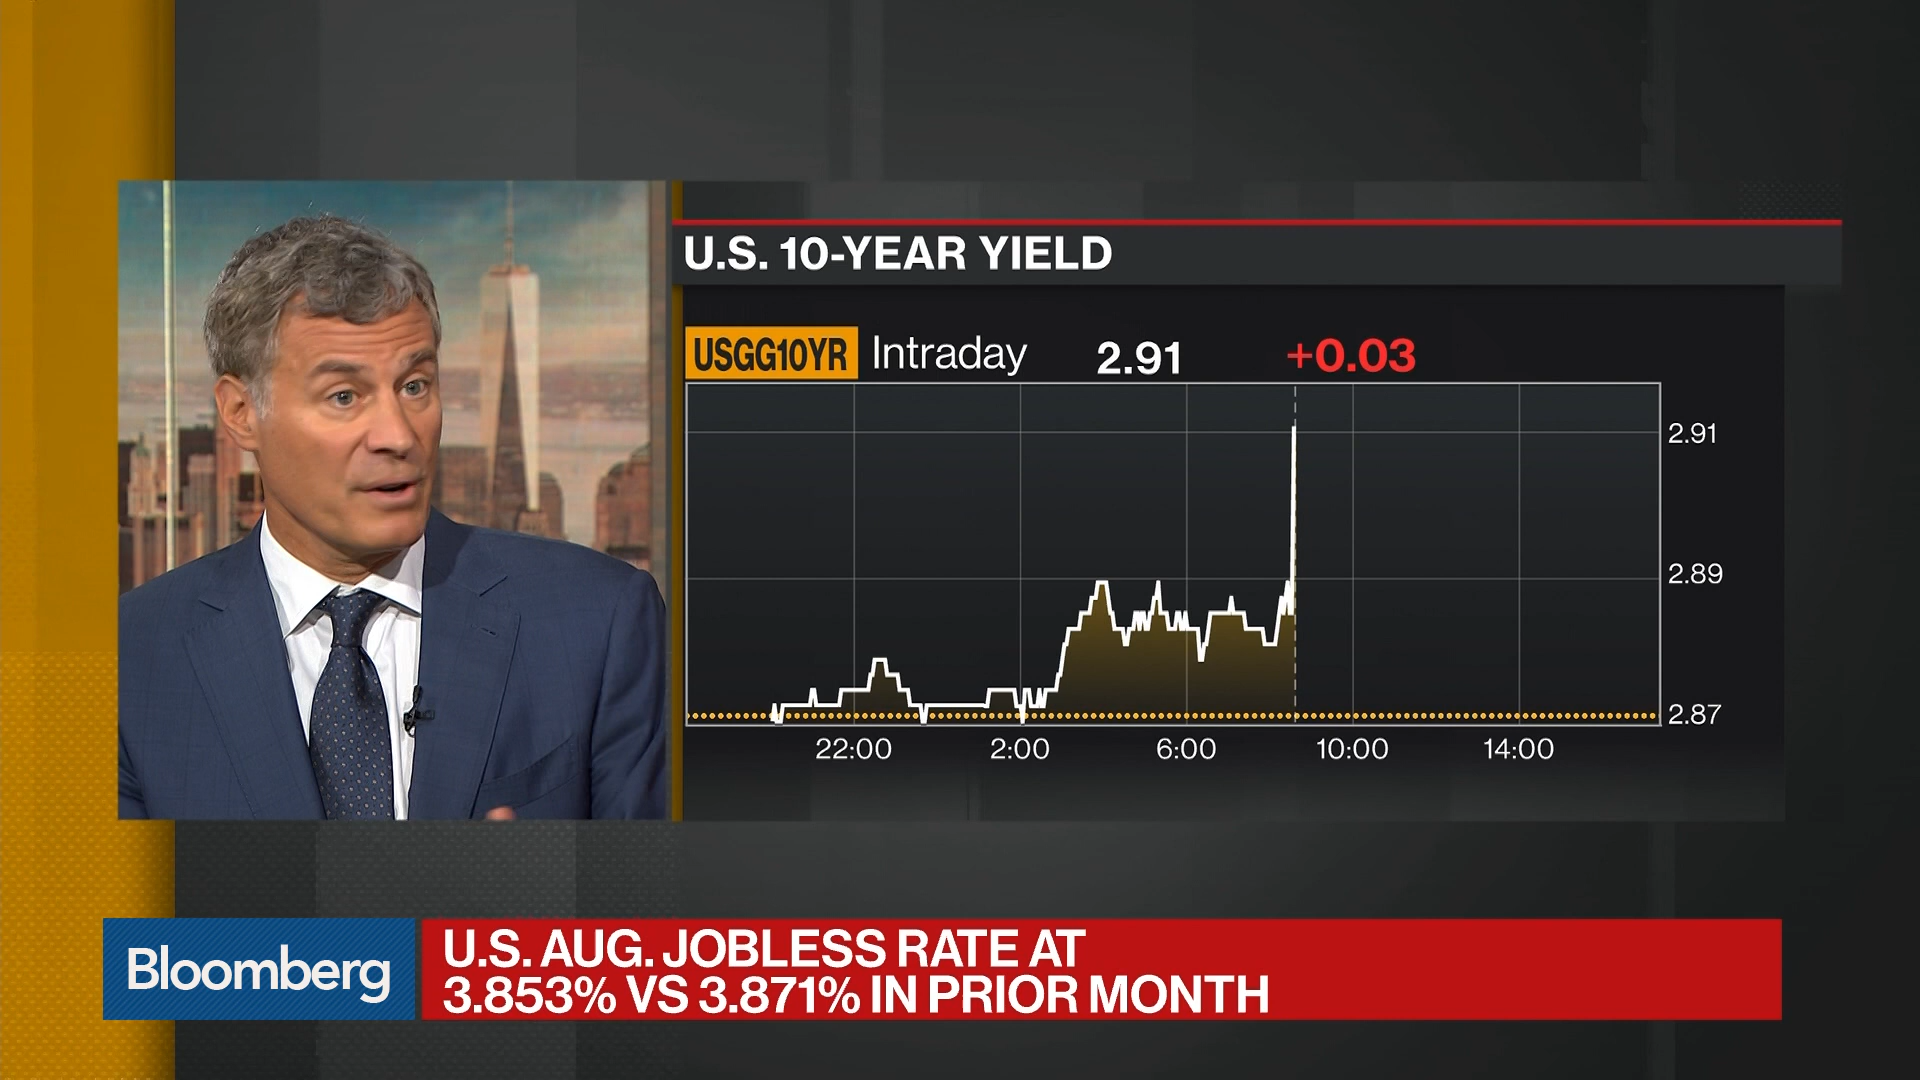 U.S. 10-YEAR YIELD
USGG10YR Intraday 2.91 +0.03
2.91
2.89
2.87
22:00 2:00 6:00 10:00 14:00
Bloomberg
U.S. AUG. JOBLESS RATE AT
3.853% VS 3.871% IN PRIOR MONTH